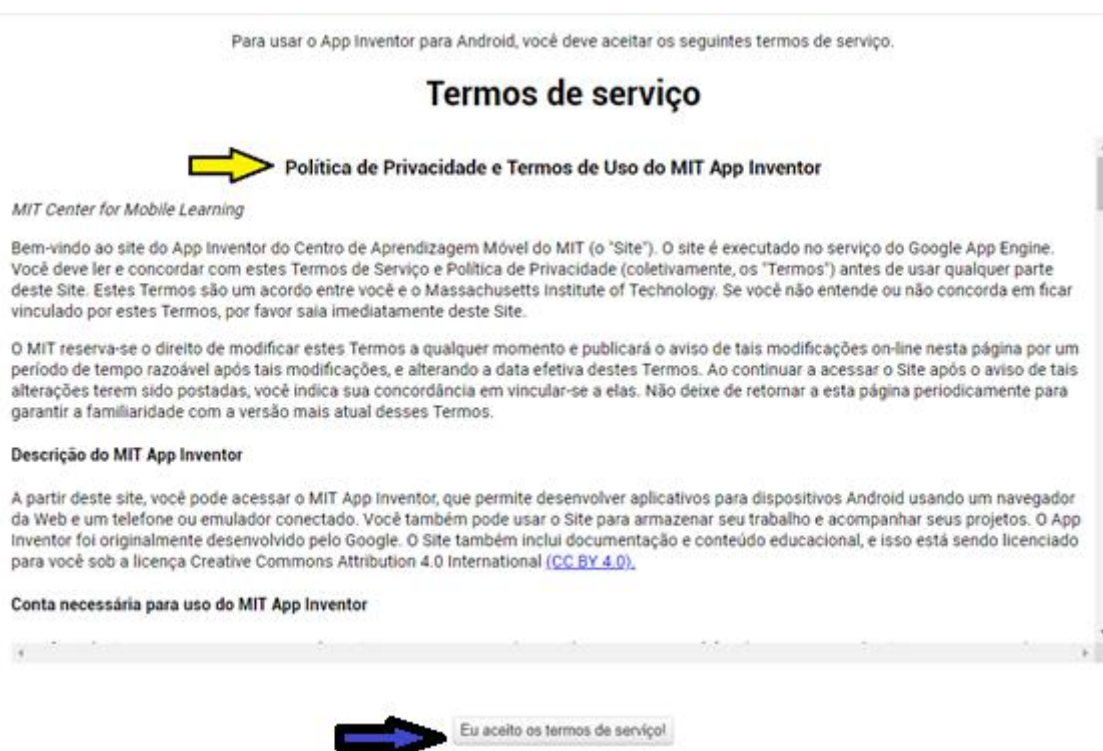 Para usar o App Inventor para Android, você deve aceitar os seguintes termos de serviço.
Termos de serviço
Política de Privacidade e Termos de Uso do MIT App Inventor
MIT Center for Mobile Learning
Bem-vindo ao site do App Inventor do Centro de Aprendizagem Móvel do MIT (o "Site"). O site é executado no serviço do Google App Engine.
Você deve ler e concordar com estes Termos de Serviço e Política de Privacidade (coletivamente, os "Termos") antes de usar qualquer parte
deste Site. Estes Termos são um acordo entre você e o Massachusetts Institute of Technology. Se você não entende ou não concorda em ficar
vinculado por estes Termos, por favor saia imediatamente deste Site.
O MIT reserva-se o direito de modificar estes Termos a qualquer momento e publicará o aviso de tais modificações on-line nesta página por um
período de tempo razoável após tais modificações, e alterando a data efetiva destes Termos. Ao continuar a acessar o Site após o aviso de tais
alterações terem sido postadas, você indica sua concordância em vincular-se a elas. Não deixe de retornar a esta página periodicamente para
garantir a familiaridade com a versão mais atual desses Termos.
Descrição do MIT App Inventor
A partir deste site, você pode acessar o MIT App Inventor, que permite desenvolver aplicativos para dispositivos Android usando um navegador
da Web e um telefone ou emulador conectado. Você também pode usar o Site para armazenar seu trabalho e acompanhar seus projetos. O App
Inventor foi originalmente desenvolvido pelo Google. O Site também inclui documentação e conteúdo educacional, e isso está sendo licenciado
para você sob a licença Creative Commons Attribution 4.0 International (CC BY 4.0).
Conta necessária para uso do MIT App Inventor
Eu aceito os termos de serviço!